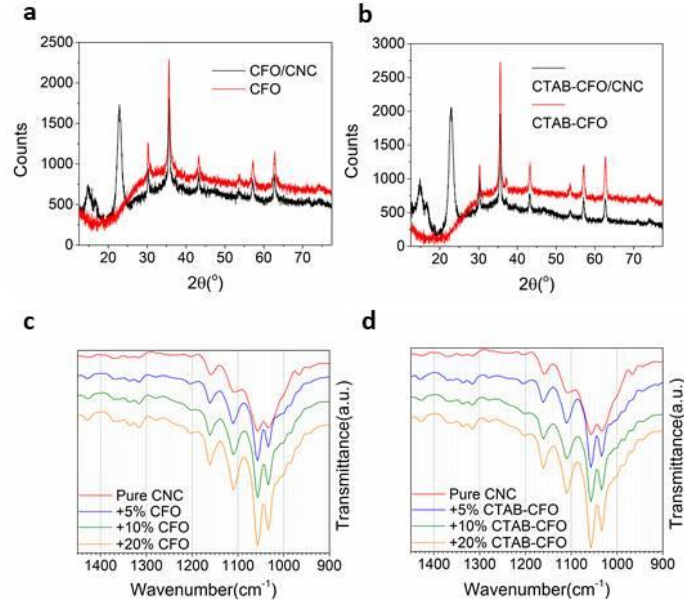 a
b
2500
2000
1500
1000
500
0
Counts
CFO/CNC
CFO
20 30 40 50 60 70
2θ(°)
3000
2500
2000
1500
1000
500
0
Counts
CTAB-CFO/CNC
CTAB-CFO
20 30 40 50 60 70
2θ(°)
c
d
Pure CNC
+5% CFO
+10% CFO
+20% CFO
1400 1300 1200 1100 1000 900
Wavenumber(cm⁻¹)
Transmittance(a.u.)
Pure CNC
+5% CTAB-CFO
+10% CTAB-CFO
+20% CTAB-CFO
1400 1300 1200 1100 1000 900
Wavenumber(cm⁻¹)
Transmittance(a.u.)